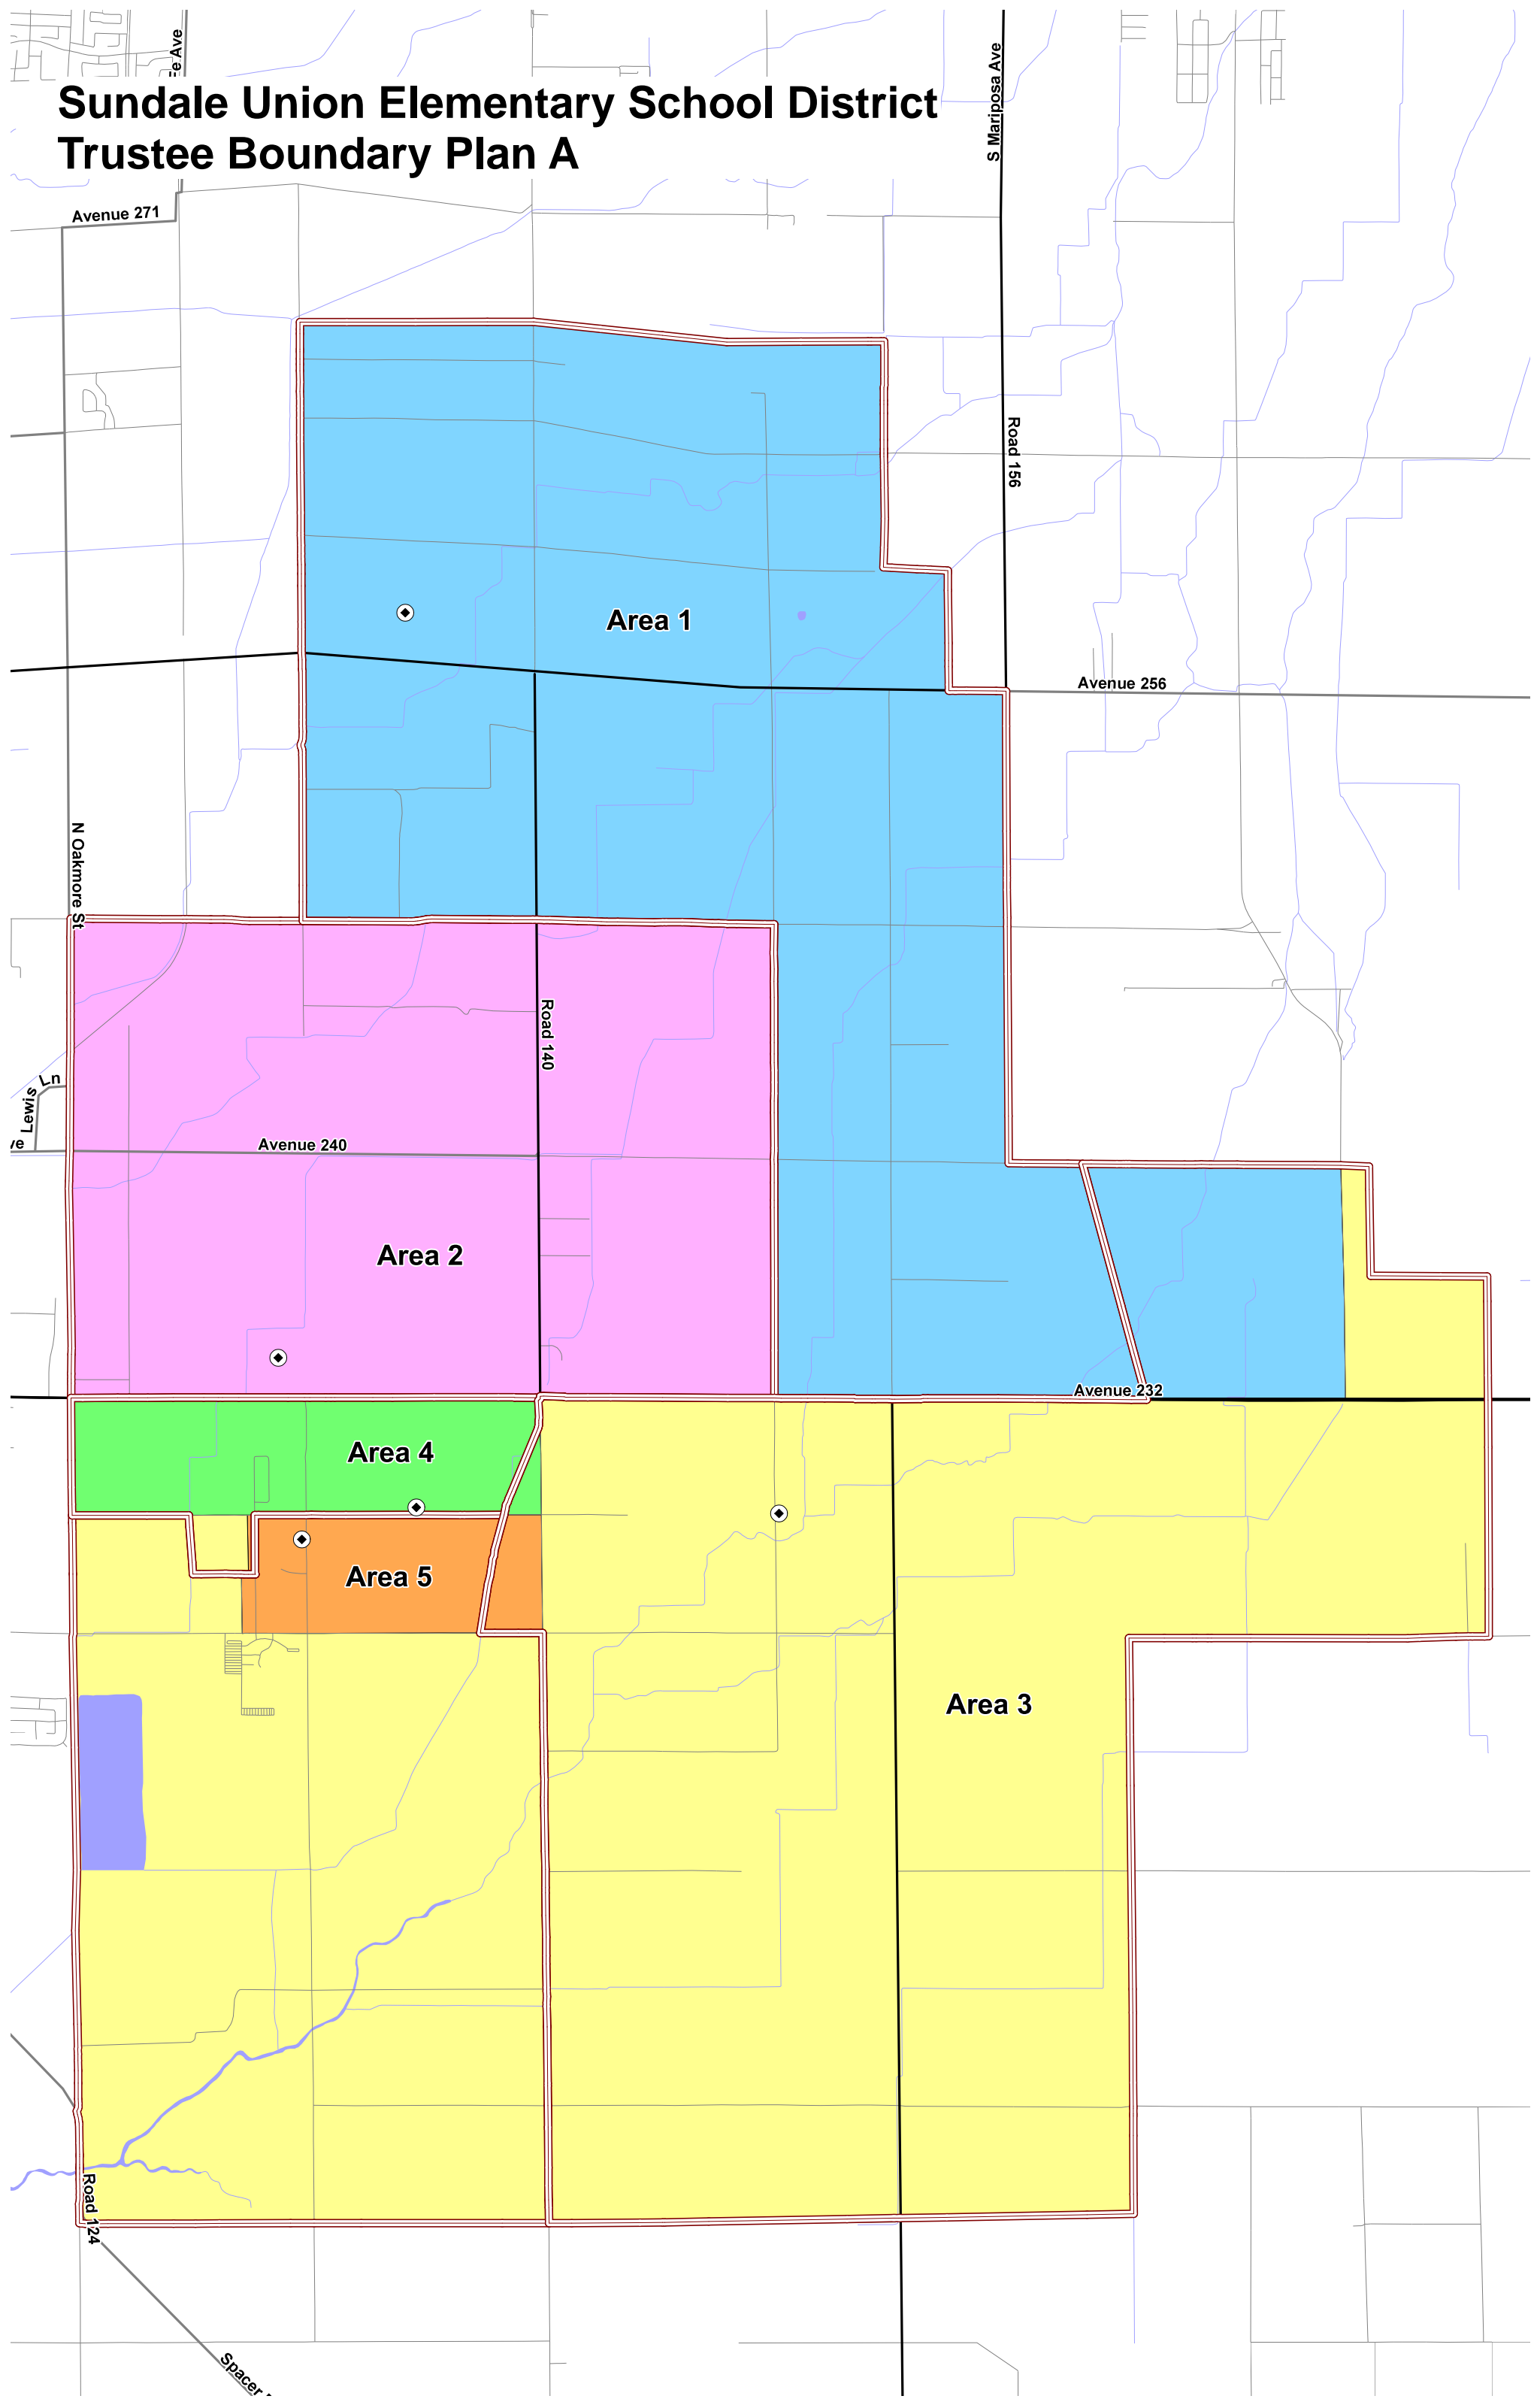 Sundale Union Elementary School District
Trustee Boundary Plan A
S Mariposa Ave
Avenue 271
Road 156
Area 1
Avenue 256
N Oakmore St
Road 140
Lewis Ln
Avenue 240
Area 2
Avenue 232
Area 4
Area 5
Area 3
Road 124
Spacer